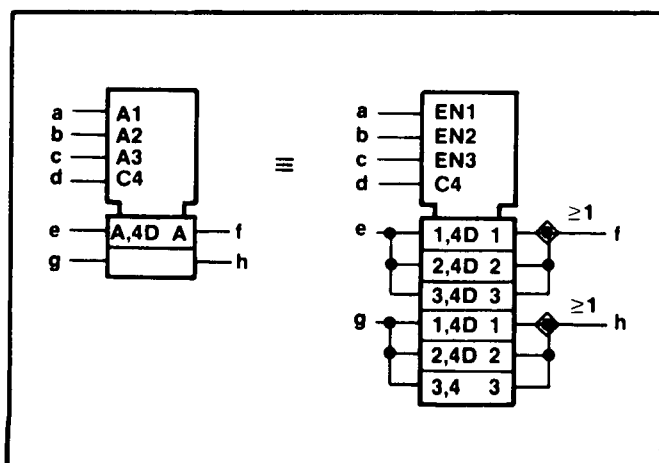 a A1 
b A2
c A3
d C4
e A,4D A f
g h
≡
a EN1
b EN2
c EN3
d C4
≥1
e 1,4D 1 f
2,4D 2
3,4D 3
≥1
g 1,4D 1 h
2,4D 2
3,4 3